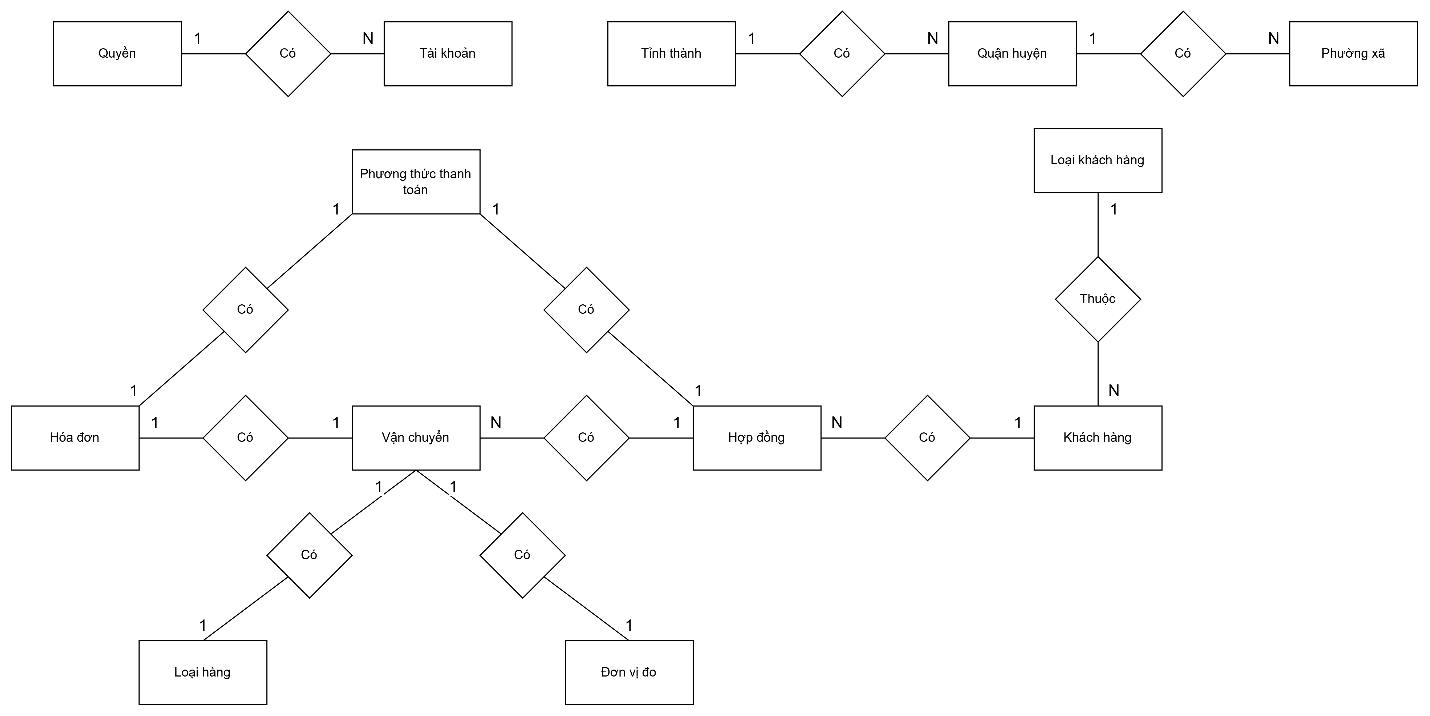 Quyền
1
Có
N
Tài khoản
Tỉnh thành
1
Có
N
Quận huyện
1
Có
N
Phường xã
Loại khách hàng
1
Thuộc
N
Phương thức thanh
toán
1
1
Có
Có
1
1
Hóa đơn
1
Có
1
Vận chuyển
N
Có
1
Hợp đồng
N
Có
1
Khách hàng
1
1
Có
Có
1
1
Loại hàng
Đơn vị đo